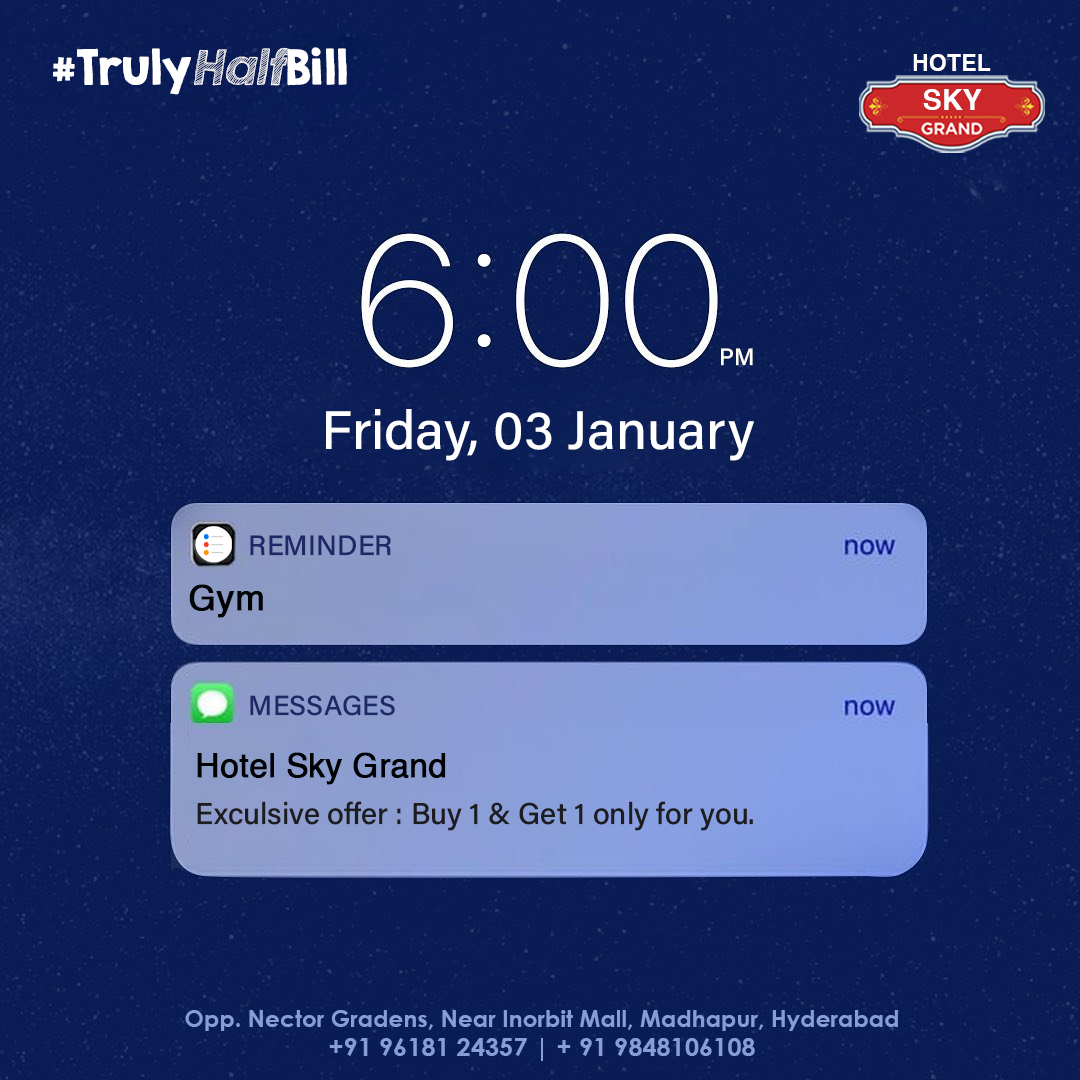 #TrulyHalfBill
HOTEL
SKY
GRAND
6:00 PM
Friday, 03 January
REMINDER now
Gym
MESSAGES now
Hotel Sky Grand
Exculsive offer : Buy 1 & Get 1 only for you.
Opp. Nector Gradens, Near Inorbit Mall, Madhapur, Hyderabad
+91 96181 24357 | + 91 9848106108